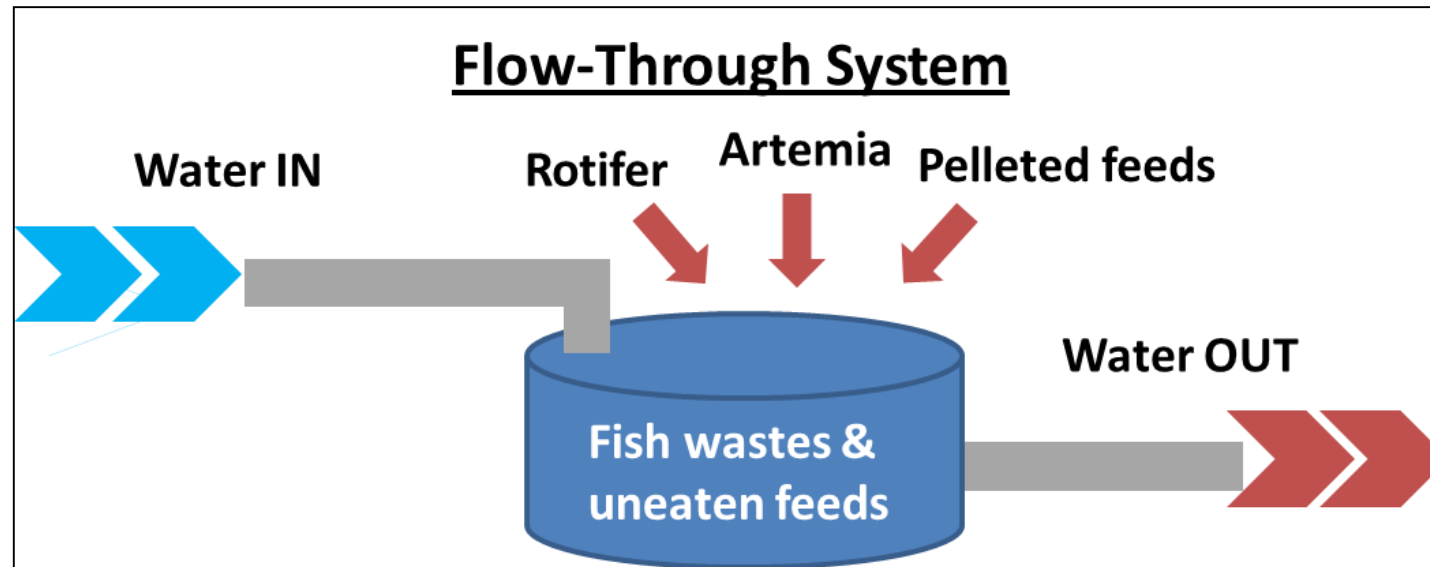 Flow-Through System
Water IN
Rotifer
Artemia
Pelleted feeds
Water OUT
Fish wastes &
uneaten feeds